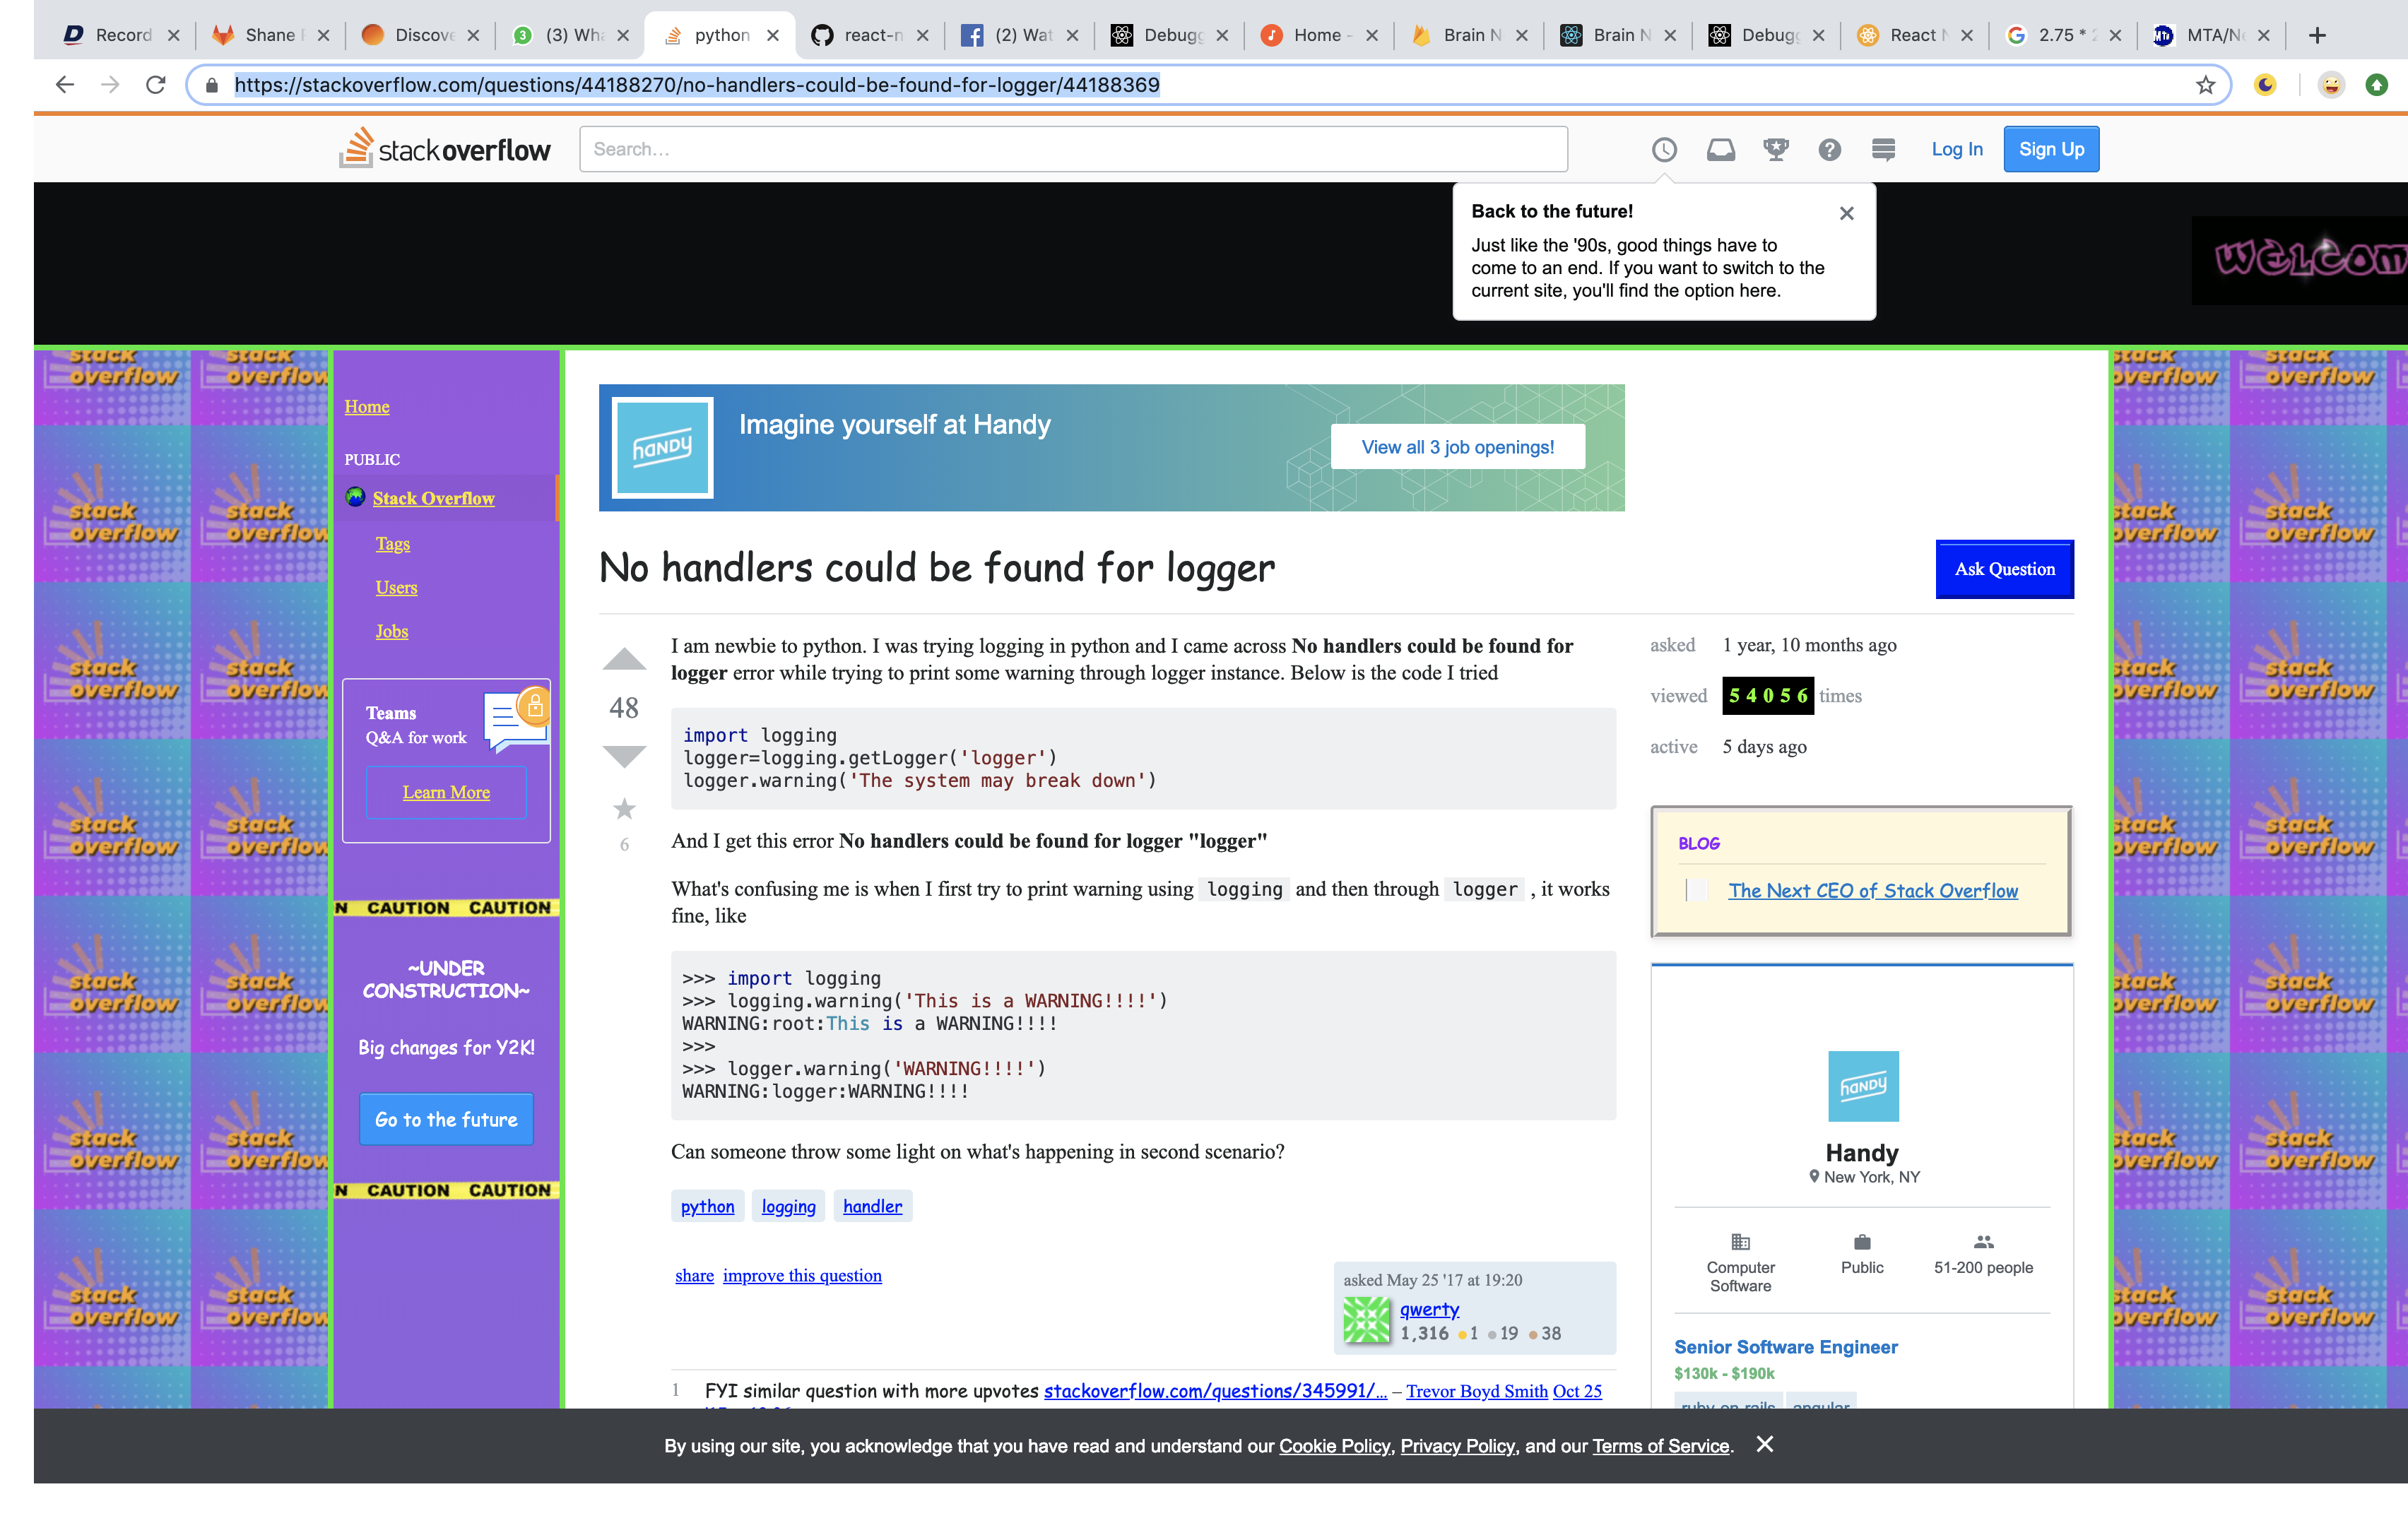 Record
Shane
Discove
(3) Wha
python
react-n
(2) Wat
Debugg
Home -
Brain N
Brain N
Debugg
React N
2.75 * 2
MTA/Ne
https://stackoverflow.com/questions/44188270/no-handlers-could-be-found-for-logger/44188369
stackoverflow
Search...
Log In
Sign Up
Back to the future!
Just like the '90s, good things have to
come to an end. If you want to switch to the
current site, you'll find the option here.
WELCOM
Home
PUBLIC
Stack Overflow
Tags
Users
Jobs
Teams
Q&A for work
Learn More
N CAUTION CAUTION
~UNDER
CONSTRUCTION~
Big changes for Y2K!
Go to the future
N CAUTION CAUTION
HANDY
Imagine yourself at Handy
View all 3 job openings!
No handlers could be found for logger
Ask Question
48
6
I am newbie to python. I was trying logging in python and I came across No handlers could be found for
logger error while trying to print some warning through logger instance. Below is the code I tried
import logging
logger=logging.getLogger('logger')
logger.warning('The system may break down')
And I get this error No handlers could be found for logger "logger"
What's confusing me is when I first try to print warning using logging and then through logger , it works
fine, like
>>> import logging
>>> logging.warning('This is a WARNING!!!!')
WARNING:root:This is a WARNING!!!!
>>>
>>> logger.warning('WARNING!!!!')
WARNING:logger:WARNING!!!!
Can someone throw some light on what's happening in second scenario?
python logging handler
share improve this question
asked May 25 '17 at 19:20
qwerty
1,316 1 19 38
1 FYI similar question with more upvotes stackoverflow.com/questions/345991/... – Trevor Boyd Smith Oct 25
asked 1 year, 10 months ago
viewed 54056 times
active 5 days ago
BLOG
The Next CEO of Stack Overflow
HANDY
Handy
New York, NY
Computer
Software
Public
51-200 people
Senior Software Engineer
$130k - $190k
ruby-on-rails angular
By using our site, you acknowledge that you have read and understand our Cookie Policy, Privacy Policy, and our Terms of Service.
stack
overflow